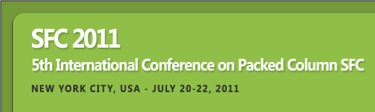 SFC 2011
5th International Conference on Packed Column SFC
NEW YORK CITY, USA - JULY 20-22, 2011